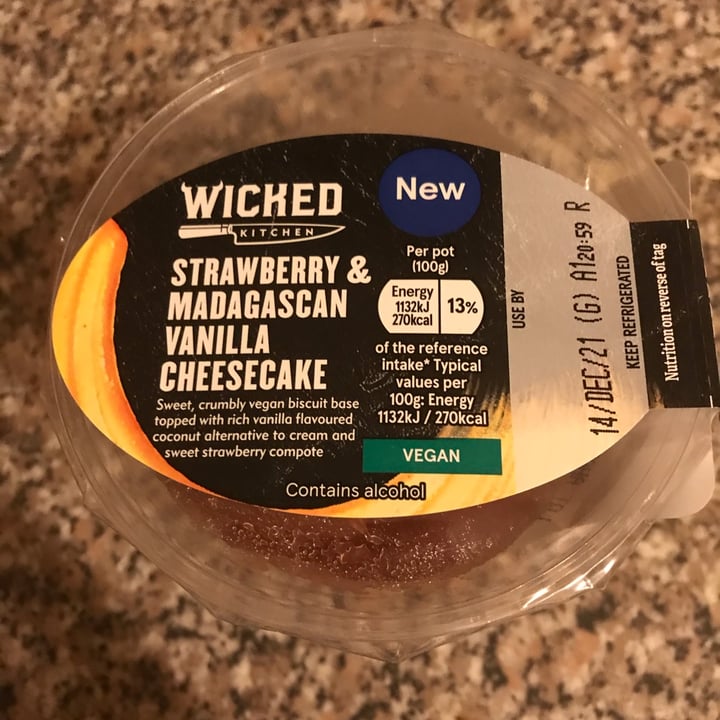 WICKED
KITCHEN
STRAWBERRY &
MADAGASCAN
VANILLA
CHEESECAKE
Sweet, crumbly vegan biscuit base
topped with rich vanilla flavoured
coconut alternative to cream and
sweet strawberry compote
New
Per pot
(100g)
Energy
1132kJ
270kcal
13%
of the reference
intake* Typical
values per
100g: Energy
1132kJ / 270kcal
VEGAN
Contains alcohol
USE BY
14/DEC/21 (G) A120:59 R
KEEP REFRIGERATED
Nutrition on reverse of tag